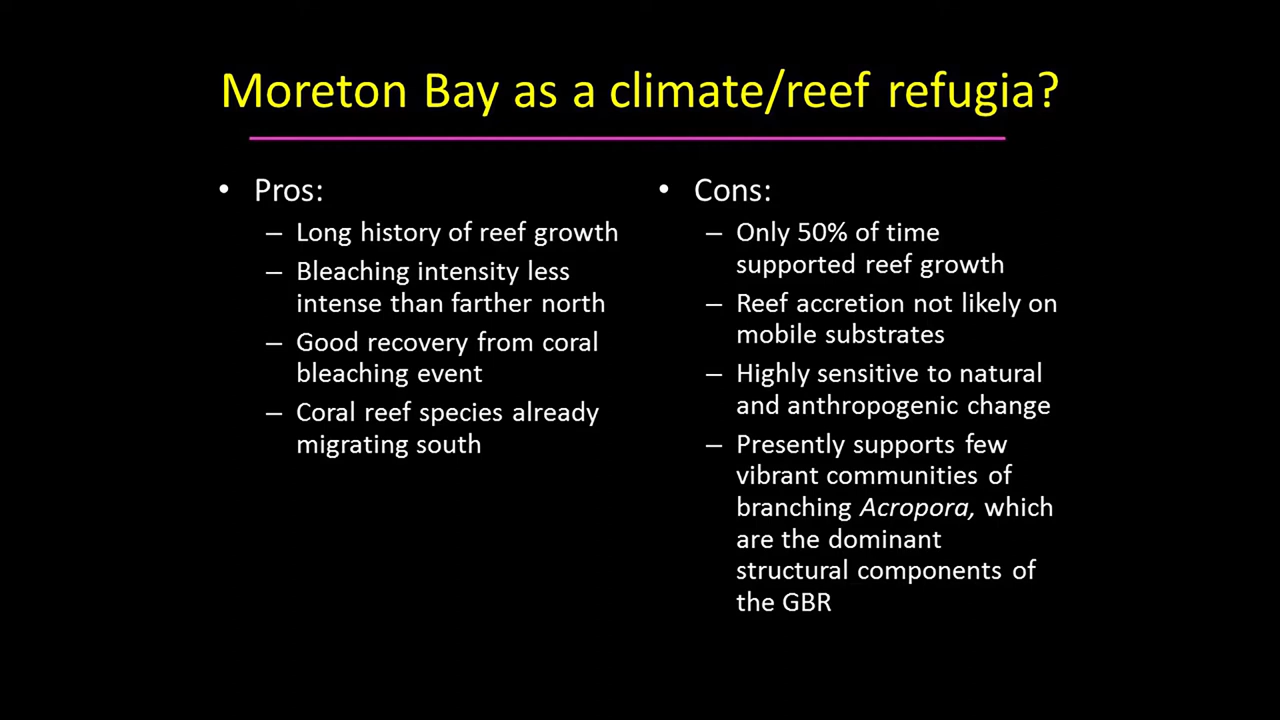 Moreton Bay as a climate/reef refugia?
• Pros:
– Long history of reef growth
– Bleaching intensity less
intense than farther north
– Good recovery from coral
bleaching event
– Coral reef species already
migrating south
• Cons:
– Only 50% of time
supported reef growth
– Reef accretion not likely on
mobile substrates
– Highly sensitive to natural
and anthropogenic change
– Presently supports few
vibrant communities of
branching Acropora, which
are the dominant
structural components of
the GBR